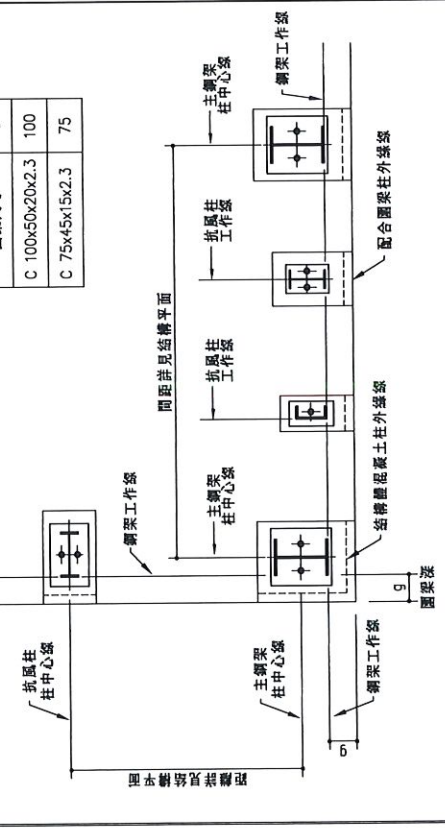 C 100x50x20x2.3 100
C 75x45x15x2.3 75
主鋼架
柱中心線
抗風柱
工作線
鋼架工作線
間距詳見結構平面
抗風柱
工作線
主鋼架
柱中心線
鋼架工作線
抗風柱
柱中心線
主鋼架
柱中心線
鋼架工作線
距離詳見結構平面
配合圍梁柱外緣線
結構體混凝土柱外緣線
g
圍梁深
g